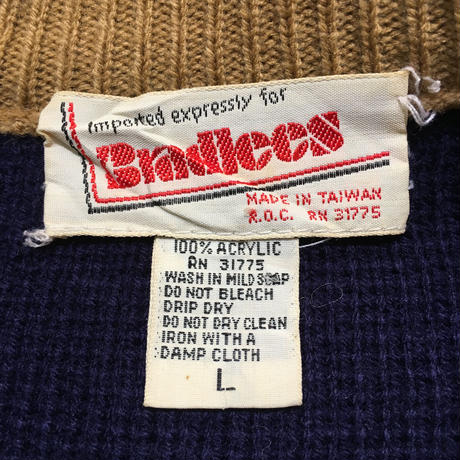 Imported expressly for
Bradlees
MADE IN TAIWAN
R.O.C. RN 31775
100% ACRYLIC
RN 31775
WASH IN MILD SOAP
DO NOT BLEACH
DRIP DRY
DO NOT DRY CLEAN
IRON WITH A
DAMP CLOTH
L